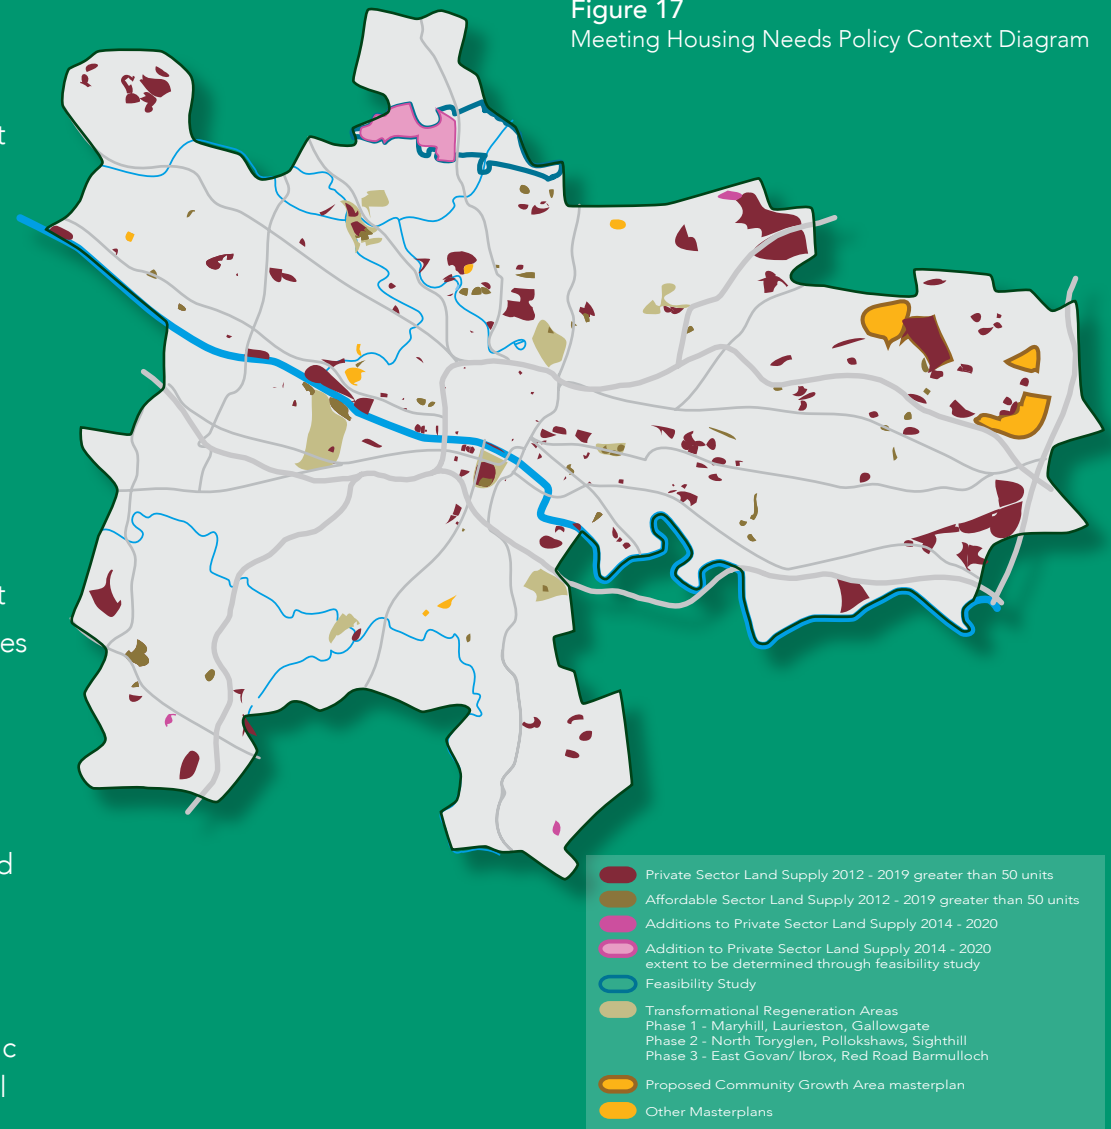 Figure 17
Meeting Housing Needs Policy Context Diagram
t
t
es
d
c
l
Private Sector Land Supply 2012 - 2019 greater than 50 units
Affordable Sector Land Supply 2012 - 2019 greater than 50 units
Additions to Private Sector Land Supply 2014 - 2020
Addition to Private Sector Land Supply 2014 - 2020
extent to be determined through feasibility study
Feasibility Study
Transformational Regeneration Areas
Phase 1 - Maryhill, Laurieston, Gallowgate
Phase 2 - North Toryglen, Pollokshaws, Sighthill
Phase 3 - East Govan/ Ibrox, Red Road Barmulloch
Proposed Community Growth Area masterplan
Other Masterplans